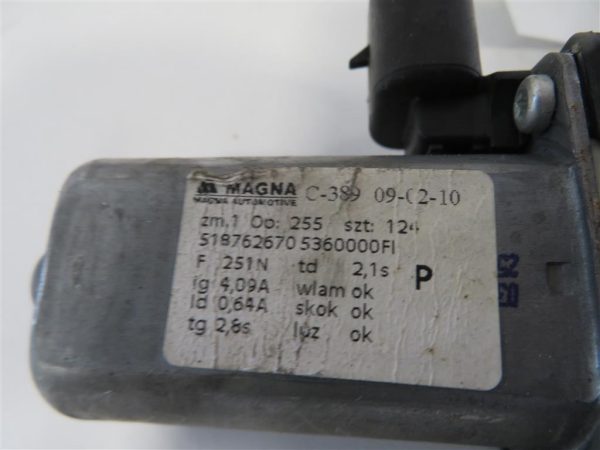 MAGNA C-389 09-02-10
MAGNA AUTOMOTIVE
zm.1 Op: 255 szt: 124
518762670 5360000FI
F 251N td 2,1s P
Ig 4,09A wlam ok
Id 0,64A skok ok
tg 2,8s luz ok